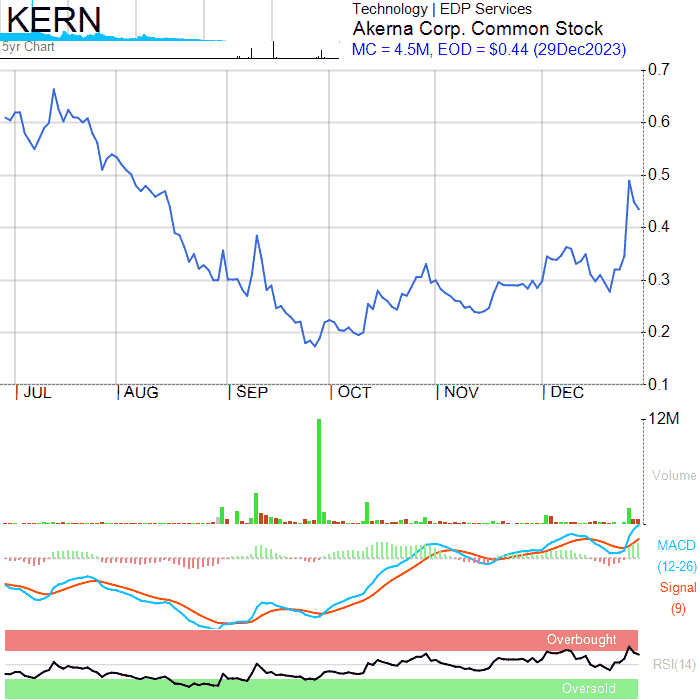 KERN
5yr Chart
Technology | EDP Services
Akerna Corp. Common Stock
MC = 4.5M, EOD = $0.44 (29Dec2023)
0.7
0.6
0.5
0.4
0.3
0.2
0.1
JUL AUG SEP OCT NOV DEC
12M
Volume
MACD
(12-26)
Signal
(9)
Overbought
RSI(14)
Oversold